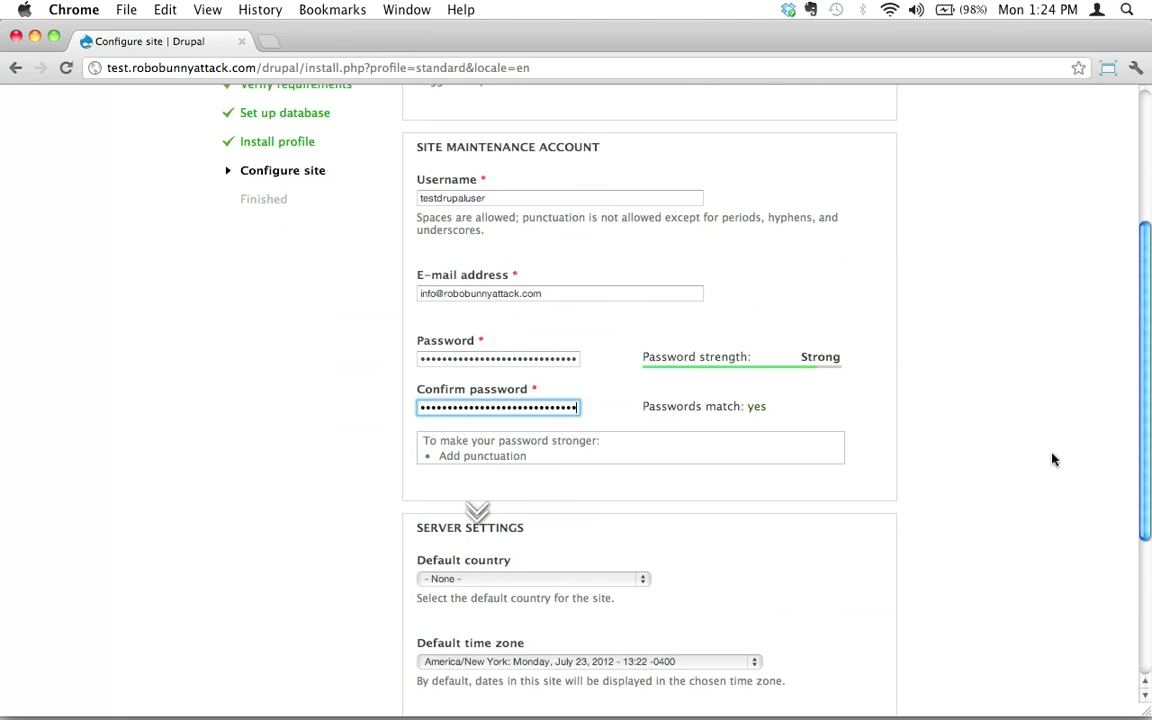 Chrome File Edit View History Bookmarks Window Help (98%) Mon 1:24 PM
Configure site | Drupal
test.robobunnyattack.com/drupal/install.php?profile=standard&locale=en
Verify requirements
Set up database
Install profile
Configure site
Finished
SITE MAINTENANCE ACCOUNT
Username *
testdrupaluser
Spaces are allowed; punctuation is not allowed except for periods, hyphens, and
underscores.
E-mail address *
info@robobunnyattack.com
Password *
Password strength: Strong
Confirm password *
Passwords match: yes
To make your password stronger:
• Add punctuation
SERVER SETTINGS
Default country
- None -
Select the default country for the site.
Default time zone
America/New York: Monday, July 23, 2012 - 13:22 -0400
By default, dates in this site will be displayed in the chosen time zone.